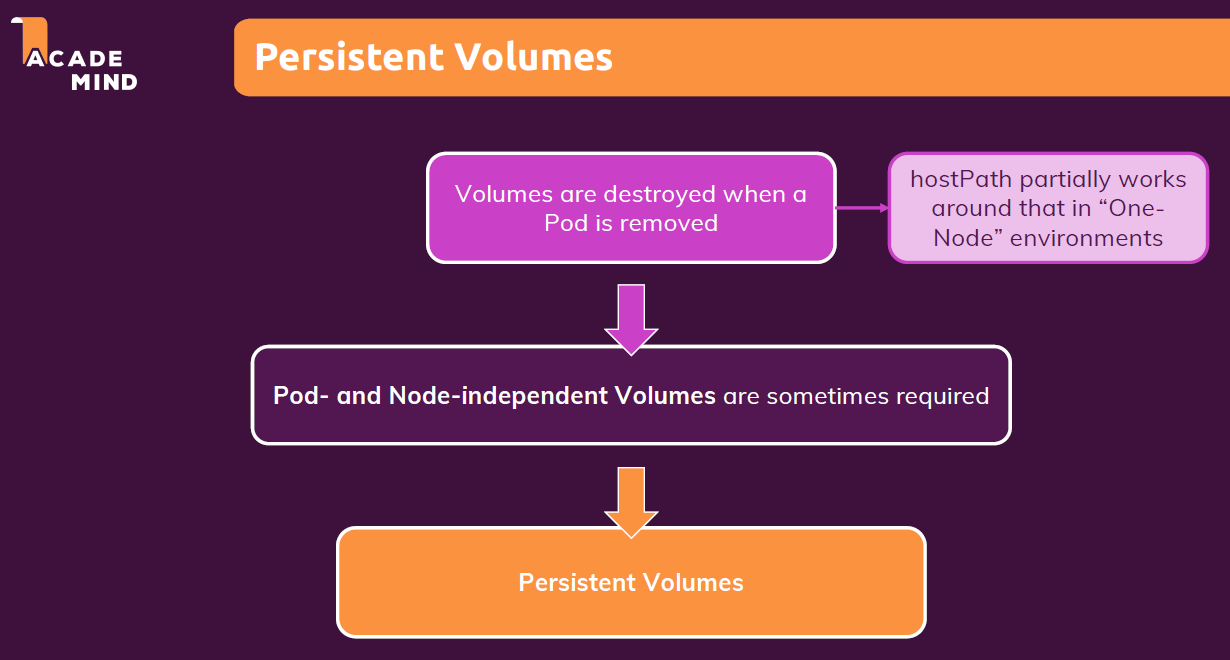 ACADE
MIND
Persistent Volumes
Volumes are destroyed when a
Pod is removed
hostPath partially works
around that in “One-
Node” environments
Pod- and Node-independent Volumes are sometimes required
Persistent Volumes